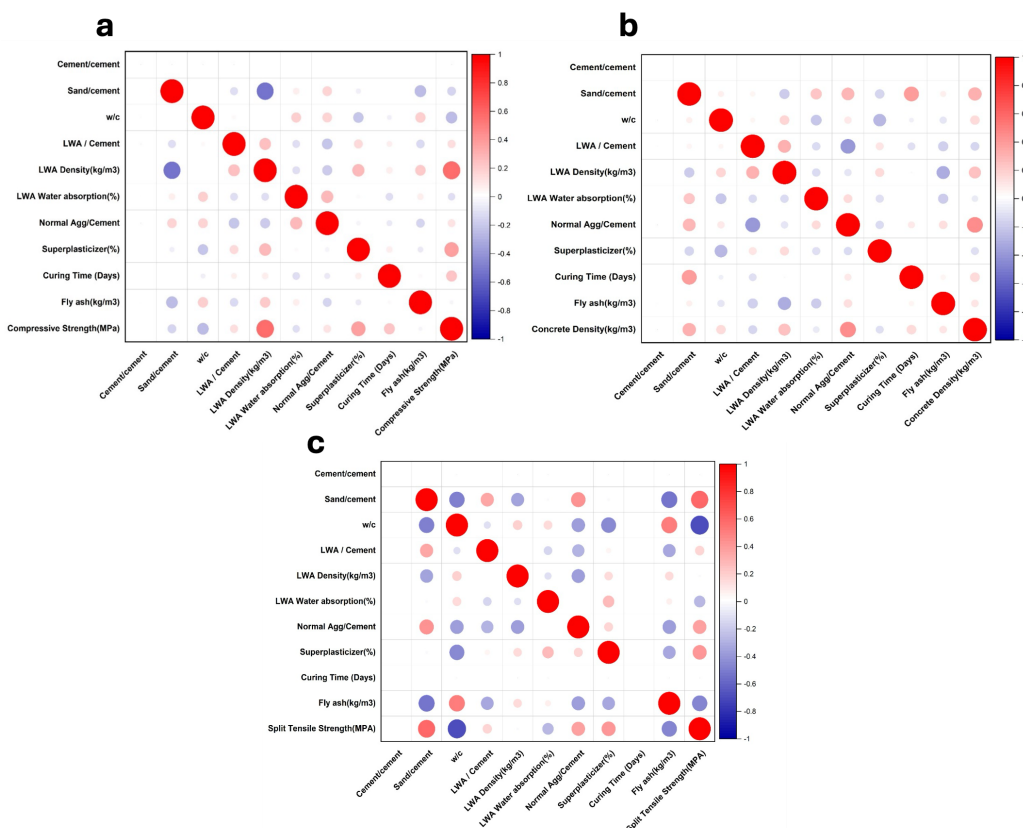 a
Cement/cement
Sand/cement
w/c
LWA / Cement
LWA Density(kg/m3)
LWA Water absorption(%)
Normal Agg/Cement
Superplasticizer(%)
Curing Time (Days)
Fly ash(kg/m3)
Compressive Strength(MPa)
Cement/cement
Sand/cement
w/c
LWA / Cement
LWA Density(kg/m3)
LWA Water absorption(%)
Normal Agg/Cement
Superplasticizer(%)
Curing Time (Days)
Fly ash(kg/m3)
Compressive Strength(MPa)
1
0.8
0.6
0.4
0.2
0
-0.2
-0.4
-0.6
-0.8
-1
b
Cement/cement
Sand/cement
w/c
LWA / Cement
LWA Density(kg/m3)
LWA Water absorption(%)
Normal Agg/Cement
Superplasticizer(%)
Curing Time (Days)
Fly ash(kg/m3)
Concrete Density(kg/m3)
Cement/cement
Sand/cement
w/c
LWA / Cement
LWA Density(kg/m3)
LWA Water absorption(%)
Normal Agg/Cement
Superplasticizer(%)
Curing Time (Days)
Fly ash(kg/m3)
Concrete Density(kg/m3)
c
Cement/cement
Sand/cement
w/c
LWA / Cement
LWA Density(kg/m3)
LWA Water absorption(%)
Normal Agg/Cement
Superplasticizer(%)
Curing Time (Days)
Fly ash(kg/m3)
Split Tensile Strength(MPA)
Cement/cement
Sand/cement
w/c
LWA / Cement
LWA Density(kg/m3)
LWA Water absorption(%)
Normal Agg/Cement
Superplasticizer(%)
Curing Time (Days)
Fly ash(kg/m3)
Split Tensile Strength(MPA)
1
0.8
0.6
0.4
0.2
0
-0.2
-0.4
-0.6
-0.8
-1